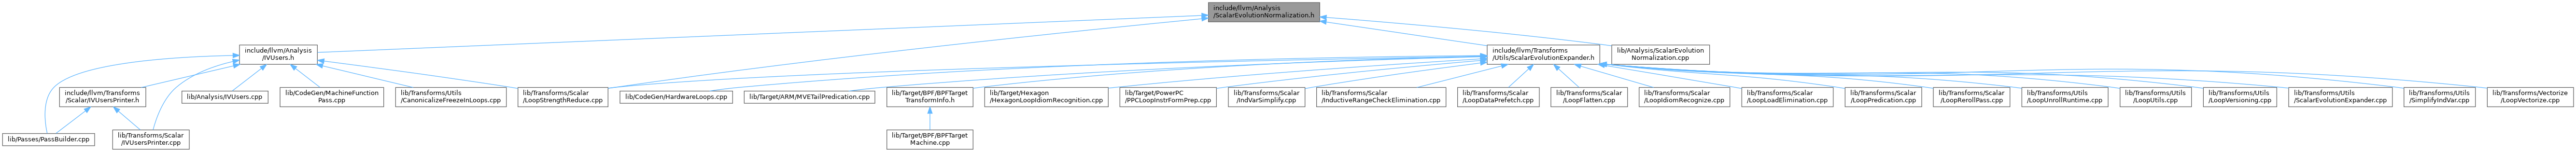 include/llvm/Analysis
/ScalarEvolutionNormalization.h
include/llvm/Analysis
/IVUsers.h
include/llvm/Transforms
/Utils/ScalarEvolutionExpander.h
lib/Analysis/ScalarEvolution
Normalization.cpp
include/llvm/Transforms
/Scalar/IVUsersPrinter.h
lib/Analysis/IVUsers.cpp
lib/CodeGen/MachineFunction
Pass.cpp
lib/Transforms/Utils
/CanonicalizeFreezeInLoops.cpp
lib/Transforms/Scalar
/LoopStrengthReduce.cpp
lib/CodeGen/HardwareLoops.cpp
lib/Target/ARM/MVETailPredication.cpp
lib/Target/BPF/BPFTarget
TransformInfo.h
lib/Target/Hexagon
/HexagonLoopIdiomRecognition.cpp
lib/Target/PowerPC
/PPCLoopInstrFormPrep.cpp
lib/Transforms/Scalar
/IndVarSimplify.cpp
lib/Transforms/Scalar
/InductiveRangeCheckElimination.cpp
lib/Transforms/Scalar
/LoopDataPrefetch.cpp
lib/Transforms/Scalar
/LoopFlatten.cpp
lib/Transforms/Scalar
/LoopIdiomRecognize.cpp
lib/Transforms/Scalar
/LoopLoadElimination.cpp
lib/Transforms/Scalar
/LoopPredication.cpp
lib/Transforms/Scalar
/LoopRerollPass.cpp
lib/Transforms/Utils
/LoopUnrollRuntime.cpp
lib/Transforms/Utils
/LoopUtils.cpp
lib/Transforms/Utils
/LoopVersioning.cpp
lib/Transforms/Utils
/ScalarEvolutionExpander.cpp
lib/Transforms/Utils
/SimplifyIndVar.cpp
lib/Transforms/Vectorize
/LoopVectorize.cpp
lib/Passes/PassBuilder.cpp
lib/Transforms/Scalar
/IVUsersPrinter.cpp
lib/Target/BPF/BPFTarget
Machine.cpp